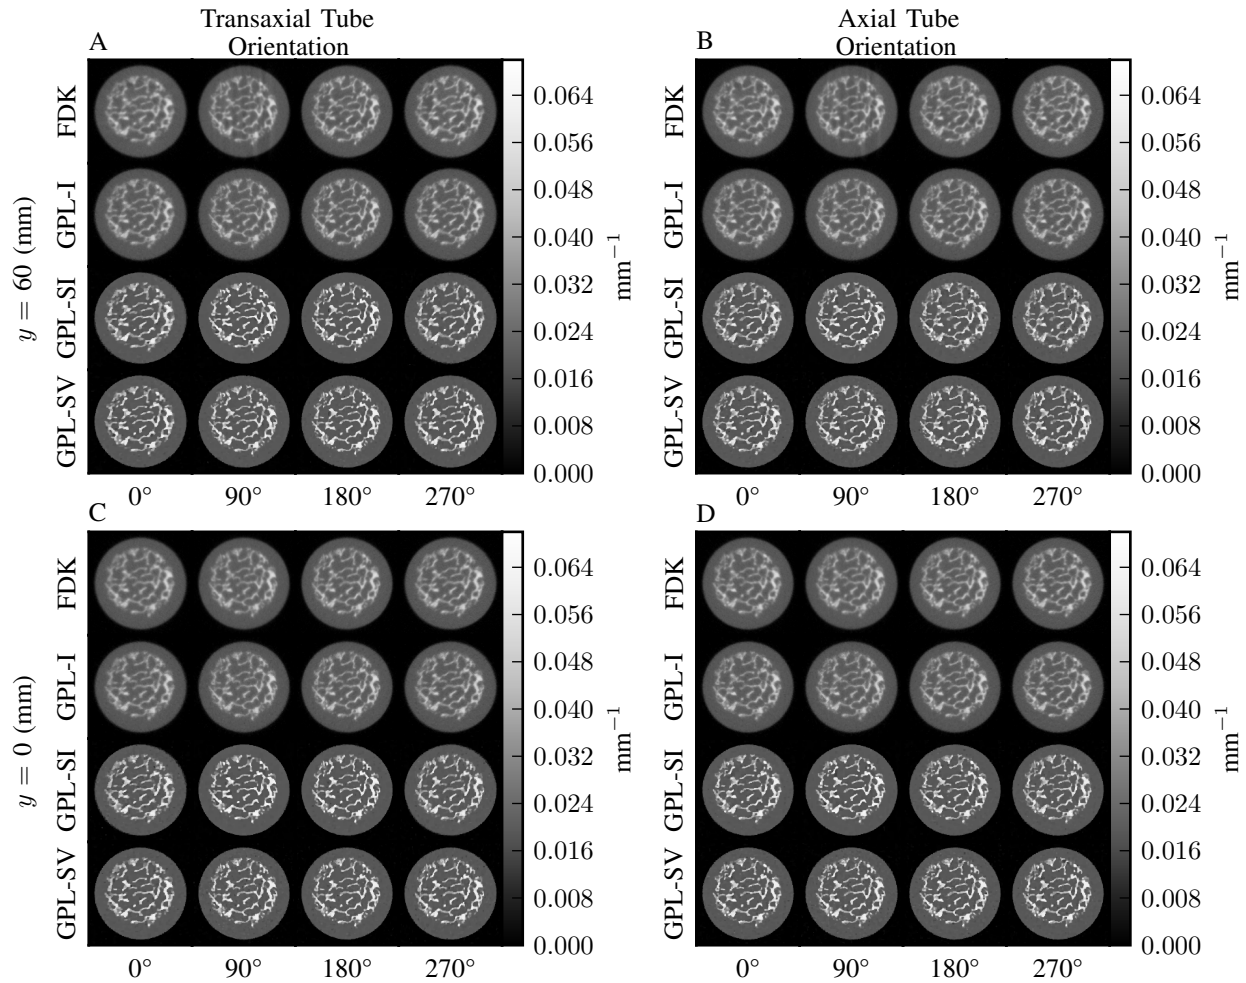 Transaxial Tube
Orientation
Axial Tube
Orientation
A
B
y = 60 (mm)
FDK
GPL-I
GPL-SI
GPL-SV
0.064
0.056
0.048
0.040
0.032
0.024
0.016
0.008
0.000
mm⁻¹
0° 90° 180° 270°
FDK
GPL-I
GPL-SI
GPL-SV
0.064
0.056
0.048
0.040
0.032
0.024
0.016
0.008
0.000
mm⁻¹
0° 90° 180° 270°
C
D
y = 0 (mm)
FDK
GPL-I
GPL-SI
GPL-SV
0.064
0.056
0.048
0.040
0.032
0.024
0.016
0.008
0.000
mm⁻¹
0° 90° 180° 270°
FDK
GPL-I
GPL-SI
GPL-SV
0.064
0.056
0.048
0.040
0.032
0.024
0.016
0.008
0.000
mm⁻¹
0° 90° 180° 270°